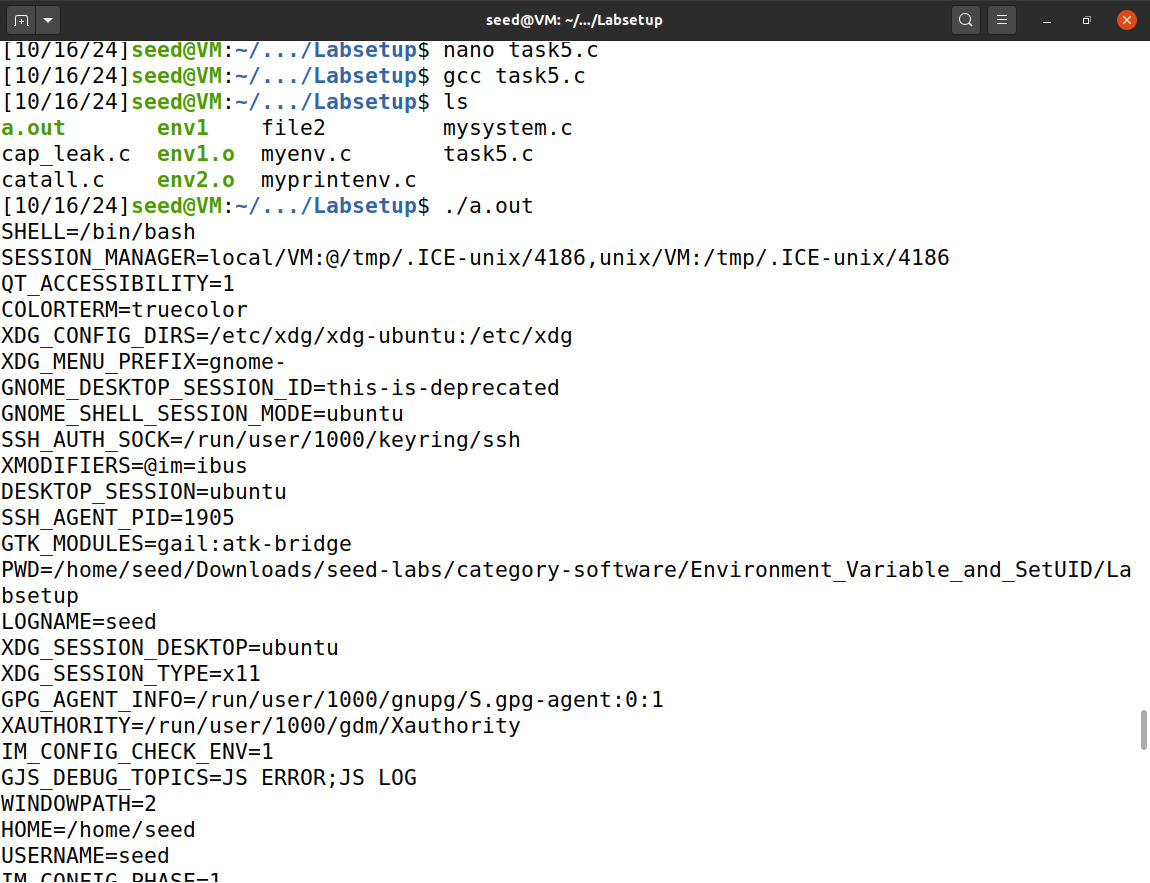 seed@VM: ~/.../Labsetup
[10/16/24]seed@VM:~/.../Labsetup$ nano task5.c
[10/16/24]seed@VM:~/.../Labsetup$ gcc task5.c
[10/16/24]seed@VM:~/.../Labsetup$ ls
a.out       env1    file2         mysystem.c
cap_leak.c  env1.o  myenv.c       task5.c
catall.c    env2.o  myprintenv.c
[10/16/24]seed@VM:~/.../Labsetup$ ./a.out
SHELL=/bin/bash
SESSION_MANAGER=local/VM:@/tmp/.ICE-unix/4186,unix/VM:/tmp/.ICE-unix/4186
QT_ACCESSIBILITY=1
COLORTERM=truecolor
XDG_CONFIG_DIRS=/etc/xdg/xdg-ubuntu:/etc/xdg
XDG_MENU_PREFIX=gnome-
GNOME_DESKTOP_SESSION_ID=this-is-deprecated
GNOME_SHELL_SESSION_MODE=ubuntu
SSH_AUTH_SOCK=/run/user/1000/keyring/ssh
XMODIFIERS=@im=ibus
DESKTOP_SESSION=ubuntu
SSH_AGENT_PID=1905
GTK_MODULES=gail:atk-bridge
PWD=/home/seed/Downloads/seed-labs/category-software/Environment_Variable_and_SetUID/La
bsetup
LOGNAME=seed
XDG_SESSION_DESKTOP=ubuntu
XDG_SESSION_TYPE=x11
GPG_AGENT_INFO=/run/user/1000/gnupg/S.gpg-agent:0:1
XAUTHORITY=/run/user/1000/gdm/Xauthority
IM_CONFIG_CHECK_ENV=1
GJS_DEBUG_TOPICS=JS ERROR;JS LOG
WINDOWPATH=2
HOME=/home/seed
USERNAME=seed
IM_CONFIG_PHASE=1